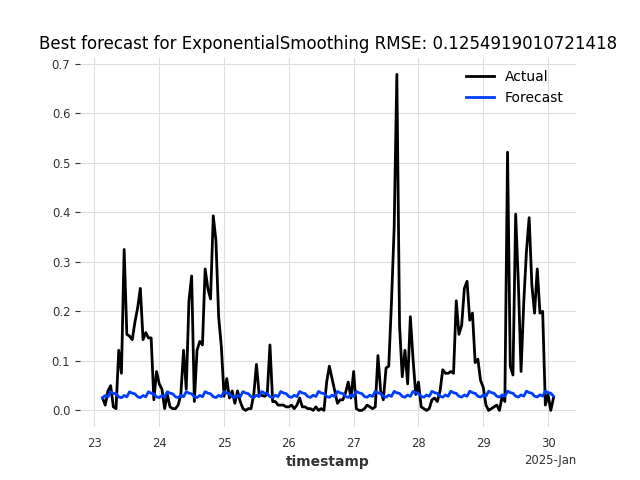 Best forecast for ExponentialSmoothing RMSE: 0.1254919010721418
Actual
Forecast
0.7
0.6
0.5
0.4
0.3
0.2
0.1
0.0
23 24 25 26 27 28 29 30
2025-Jan
timestamp